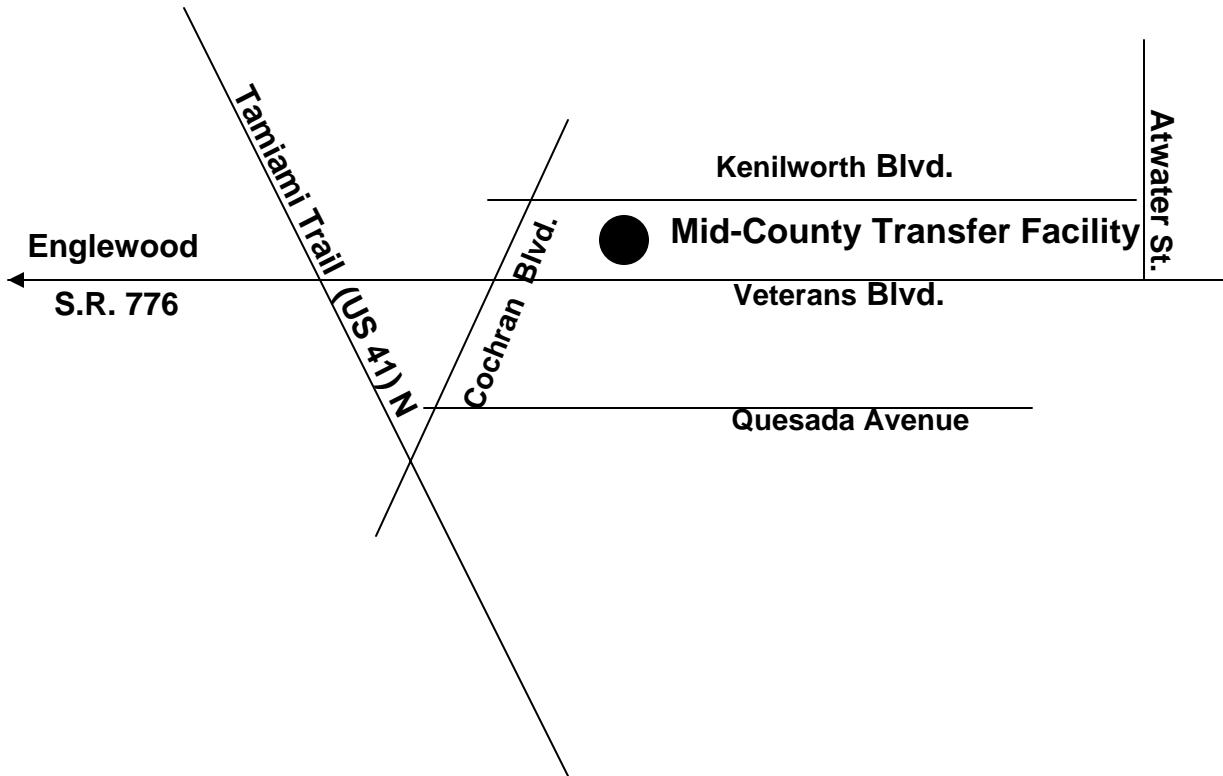 Tamiami Trail (US 41) N
Atwater St.
Kenilworth Blvd.
Cochran Blvd.
Mid-County Transfer Facility
Englewood
S.R. 776
Veterans Blvd.
Quesada Avenue